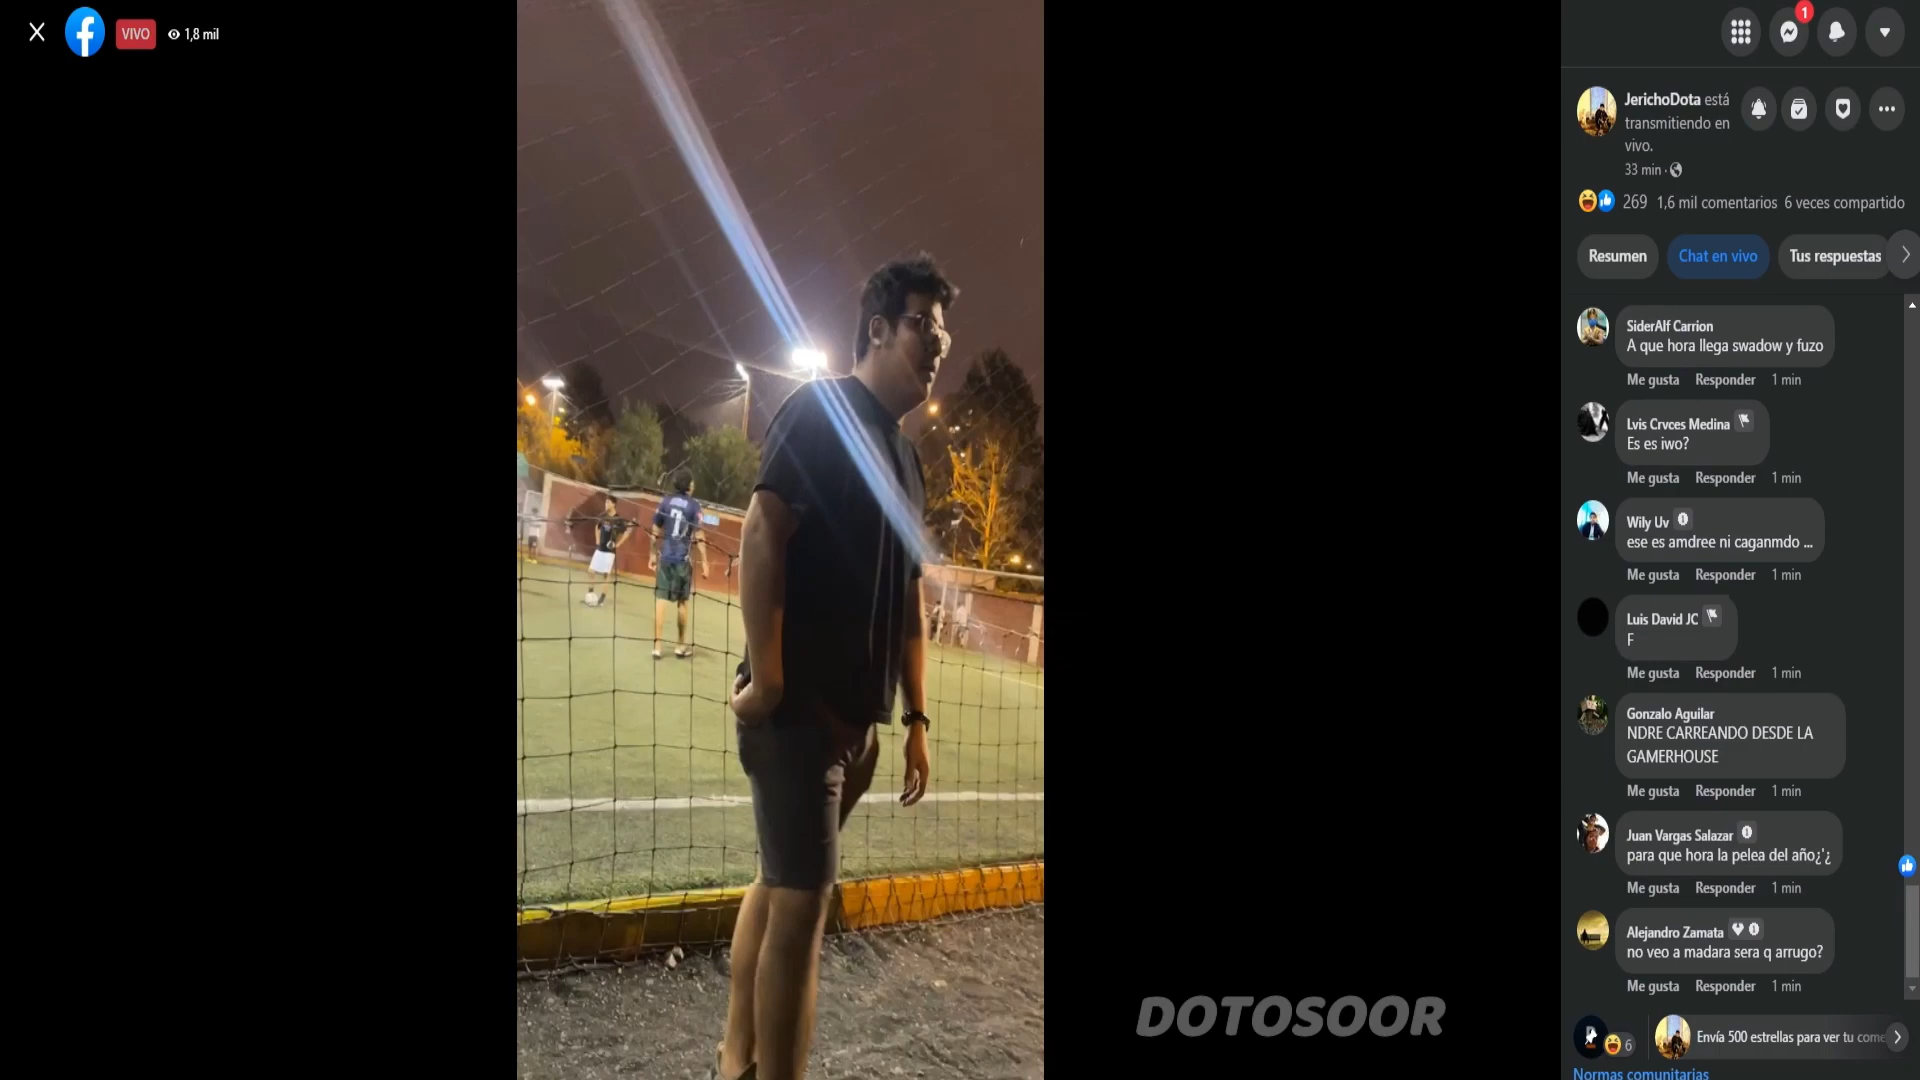 VIVO
1,8 mil
7
1
JerichoDota está
transmitiendo en
vivo.
33 min ·
269 1,6 mil comentarios 6 veces compartido
Resumen Chat en vivo Tus respuestas
SiderAlf Carrion
A que hora llega swadow y fuzo
Me gusta Responder 1 min
Lvis Crvces Medina
Es es iwo?
Me gusta Responder 1 min
Wily Uv
ese es amdree ni caganmdo ...
Me gusta Responder 1 min
Luis David JC
F
Me gusta Responder 1 min
Gonzalo Aguilar
NDRE CARREANDO DESDE LA
GAMERHOUSE
Me gusta Responder 1 min
Juan Vargas Salazar
para que hora la pelea del año¿'¿
Me gusta Responder 1 min
Alejandro Zamata
no veo a madara sera q arrugo?
Me gusta Responder 1 min
6 Envía 500 estrellas para ver tu come
Normas comunitarias
DOTOSOOR